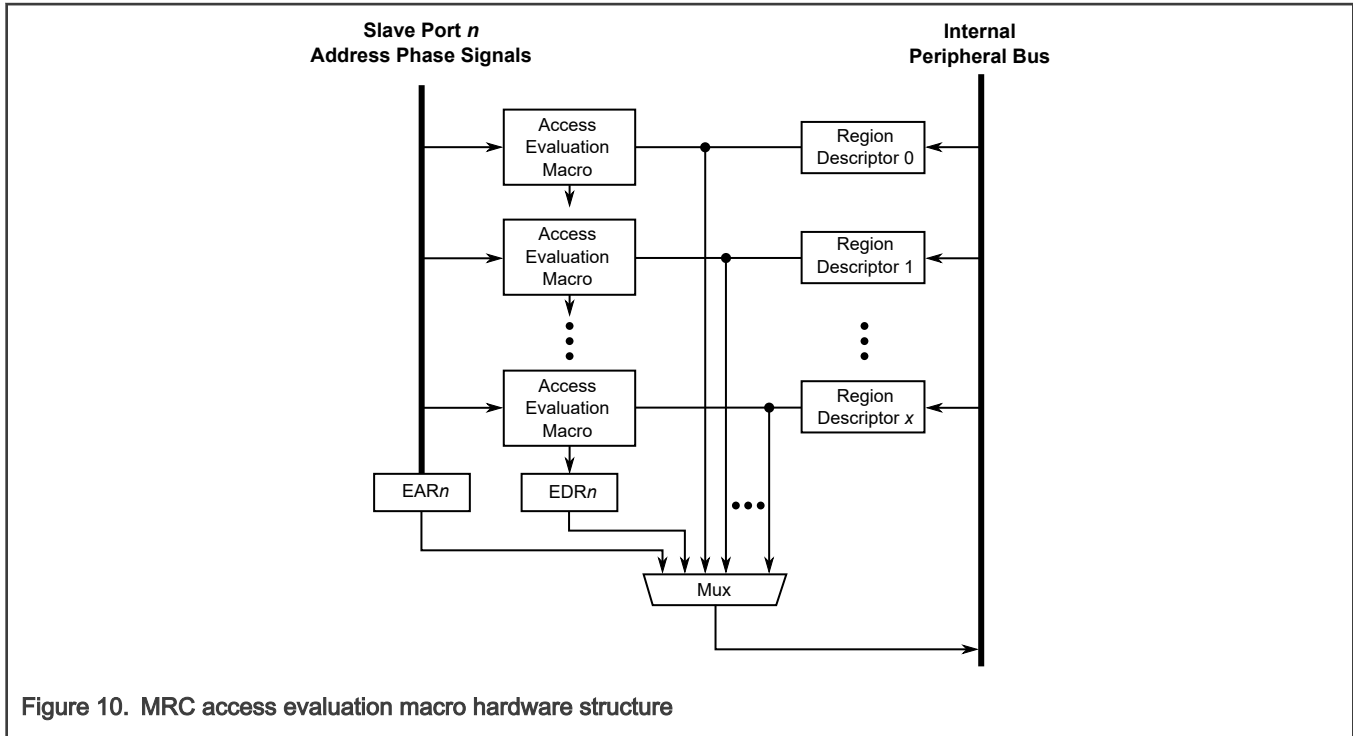 Slave Port n
Address Phase Signals
Internal
Peripheral Bus
Access
Evaluation
Macro
Region
Descriptor 0
Access
Evaluation
Macro
Region
Descriptor 1
Access
Evaluation
Macro
Region
Descriptor x
EARn
EDRn
Mux
Figure 10. MRC access evaluation macro hardware structure